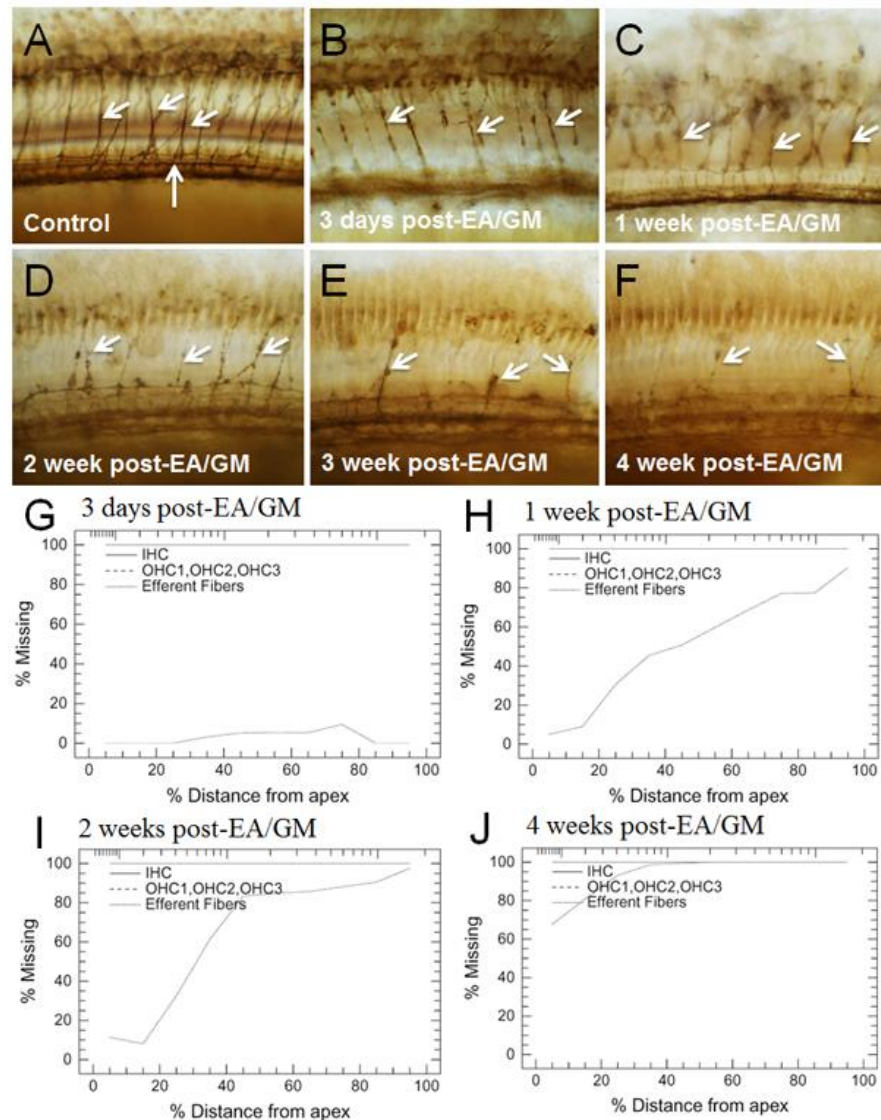 A
Control
B
3 days post-EA/GM
C
1 week post-EA/GM
D
2 week post-EA/GM
E
3 week post-EA/GM
F
4 week post-EA/GM
G 3 days post-EA/GM
100
80
60
40
20
0
% Missing
IHC
OHC1,OHC2,OHC3
Efferent Fibers
0 20 40 60 80 100
% Distance from apex
H 1 week post-EA/GM
100
80
60
40
20
0
% Missing
IHC
OHC1,OHC2,OHC3
Efferent Fibers
0 20 40 60 80 100
% Distance from apex
I 2 weeks post-EA/GM
100
80
60
40
20
0
% Missing
IHC
OHC1,OHC2,OHC3
Efferent Fibers
0 20 40 60 80 100
% Distance from apex
J 4 weeks post-EA/GM
100
80
60
40
20
0
% Missing
IHC
OHC1,OHC2,OHC3
Efferent Fibers
0 20 40 60 80 100
% Distance from apex